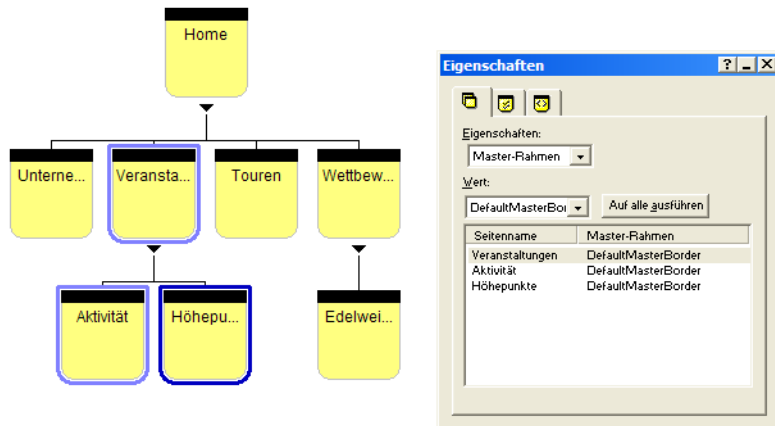 Home
Unterne...
Veransta...
Touren
Wettbew...
Aktivität
Höhepu...
Edelwei...
Eigenschaften
Eigenschaften:
Master-Rahmen
Wert:
DefaultMasterBoi
Auf alle ausführen
Seitenname Master-Rahmen
Veranstaltungen DefaultMasterBorder
Aktivität DefaultMasterBorder
Höhepunkte DefaultMasterBorder